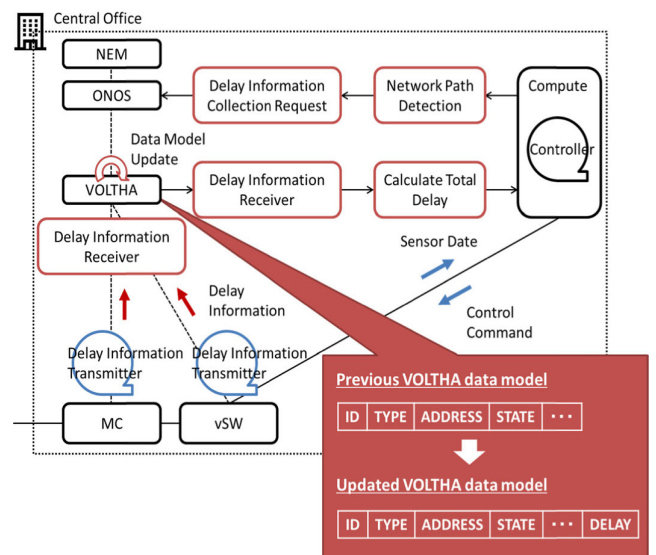 Central Office
NEM
ONOS
Delay Information
Collection Request
Network Path
Detection
Compute
Controller
Data Model
Update
VOLTHA
Delay Information
Receiver
Calculate Total
Delay
Delay Information
Receiver
Sensor Date
Delay
Information
Control
Command
Delay Information
Transmitter
Delay Information
Transmitter
MC
vSW
Previous VOLTHA data model
ID TYPE ADDRESS STATE ···
Updated VOLTHA data model
ID TYPE ADDRESS STATE ··· DELAY